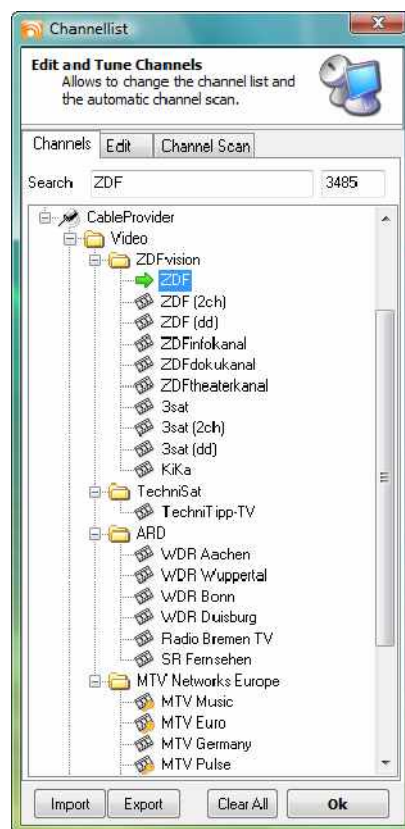 Channellist
Edit and Tune Channels
Allows to change the channel list and
the automatic channel scan.
Channels Edit Channel Scan
Search ZDF 3485
CableProvider
Video
ZDFvision
ZDF
ZDF (2ch)
ZDF (dd)
ZDFinfokanal
ZDFdokukanal
ZDFtheaterkanal
3sat
3sat (2ch)
3sat (dd)
KiKa
TechniSat
TechniTipp-TV
ARD
WDR Aachen
WDR Wuppertal
WDR Bonn
WDR Duisburg
Radio Bremen TV
SR Fernsehen
MTV Networks Europe
MTV Music
MTV Euro
MTV Germany
MTV Pulse
Import Export Clear All Ok